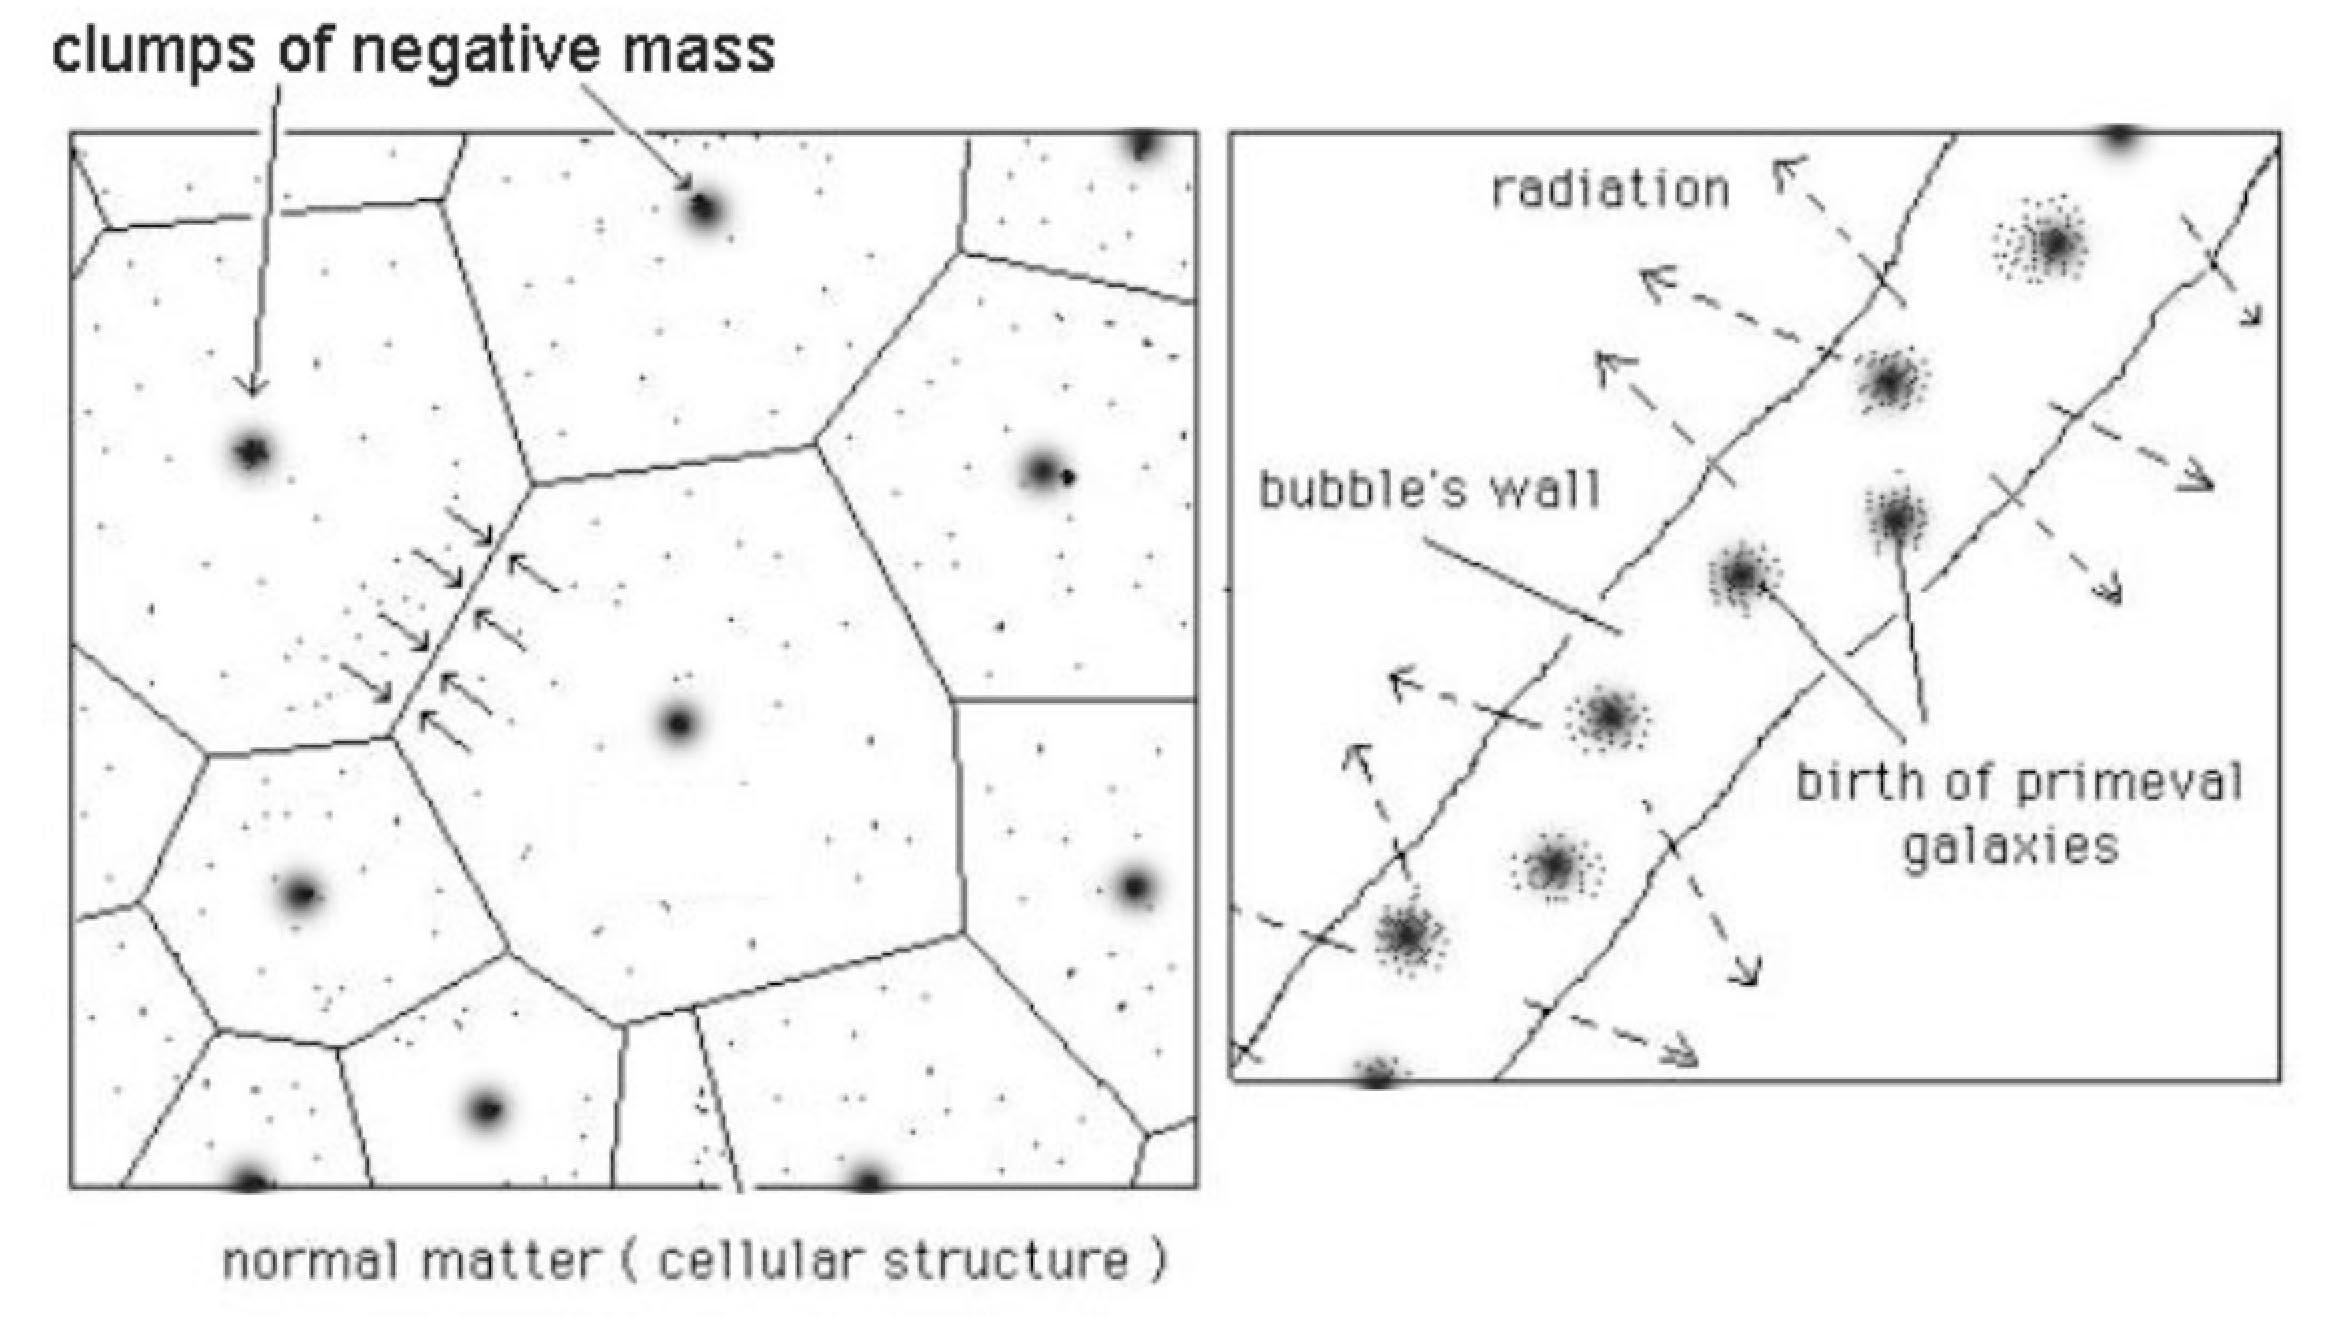 clumps of negative mass
radiation
bubble's wall
birth of primeval
galaxies
normal matter ( cellular structure )